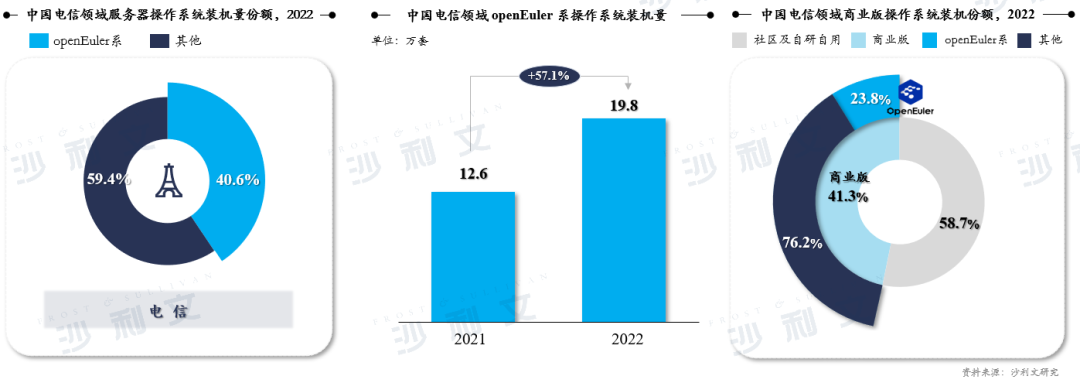 中国电信领域服务器操作系统装机量份额，2022
openEuler系
其他
59.4%
40.6%
电 信
中国电信领域 openEuler 系操作系统装机量
单位：万套
+57.1%
12.6
19.8
2021
2022
中国电信领域商业版操作系统装机份额，2022
社区及自研自用
商业版
openEuler系
其他
23.8%
OpenEuler
商业版
41.3%
58.7%
76.2%
资料来源：沙利文研究
FROST & SULLIVAN
沙利文